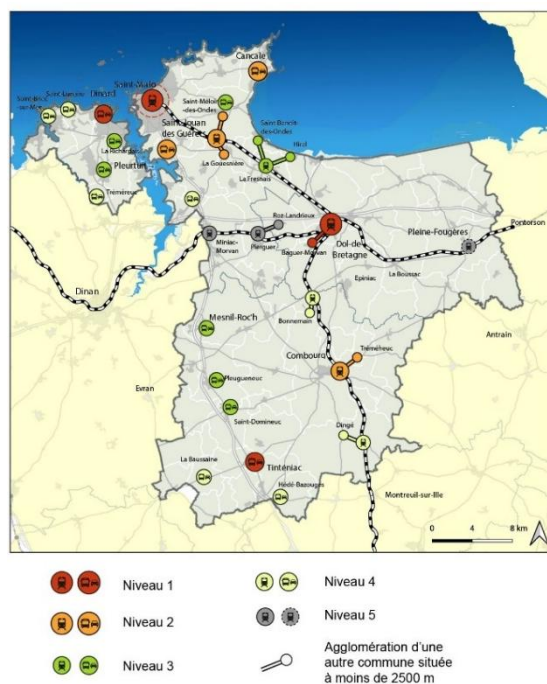 Cancale
Saint-Malo
Saint-Lunaire
Dinard
Saint-Méloir
des-Ondes
Saint-Jouan
des Guérets
Saint-Benoît
-des-Ondes
Hirel
La Richardais
Pleurtuit
La Gouesnière
La Fresnais
Tréméreuc
Roz-Landrieux
Pleine-Fougères
Pontorson
Miniac-
Morvan
Plerguer
Baguer-Morvan
Dol-de-
Bretagne
La Boussac
Epiniac
Dinan
Bonnemain
Mesnil-Roc'h
Antrain
Tréméheuc
Combourg
Evran
Pleugueneuc
Saint-Domineuc
Dingé
La Baussaine
Tinténiac
Hédé-Bazouges
Montreuil-sur-Ille
0 4 8 km
Niveau 1
Niveau 4
Niveau 2
Niveau 5
Niveau 3
Agglomération d'une
autre commune située
à moins de 2500 m